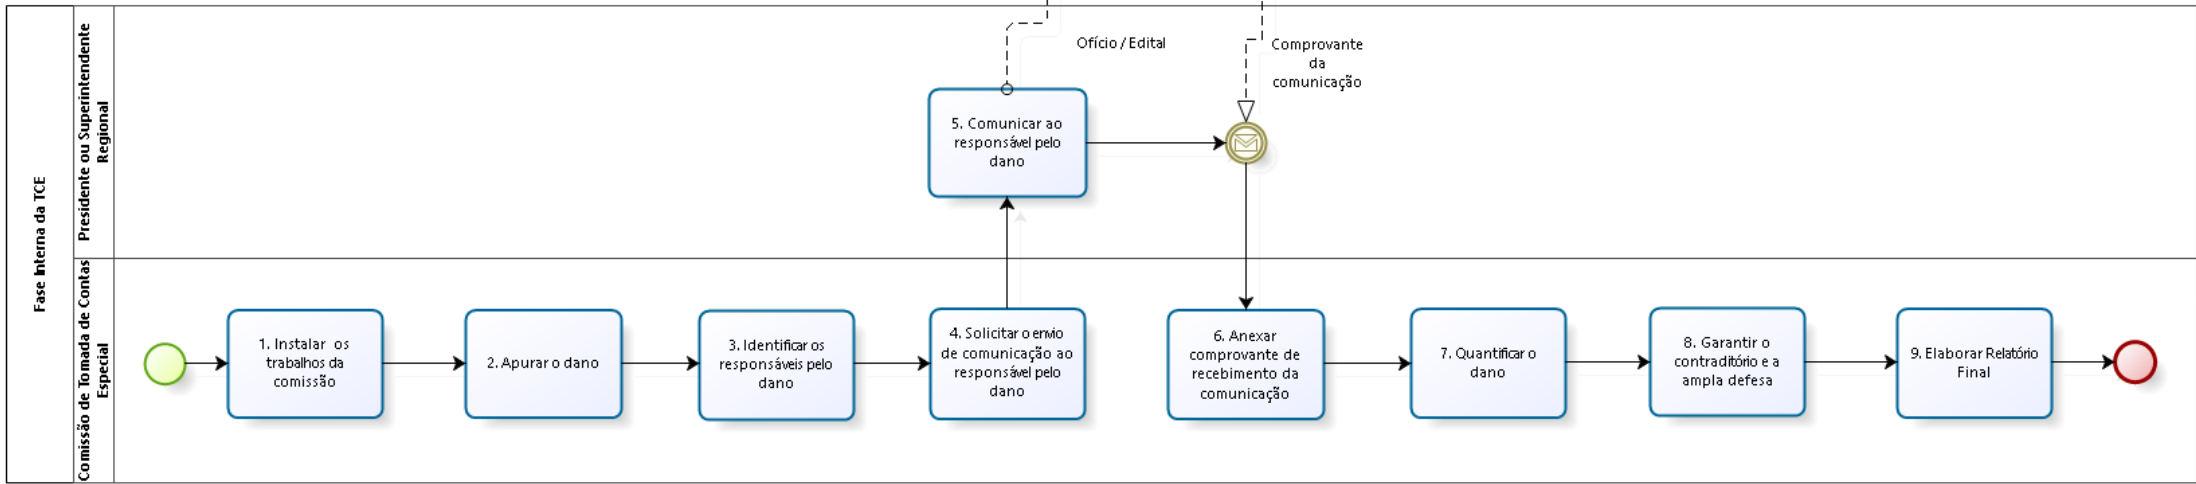 Fase Interna da TCE
Presidente ou Superintendente
Regional
Ofício / Edital
Comprovante
da
comunicação
5. Comunicar ao
responsável pelo
dano
Comissão de Tomada de Contas
Especial
1. Instalar os
trabalhos da
comissão
2. Apurar o dano
3. Identificar os
responsáveis pelo
dano
4. Solicitar o envio
de comunicação ao
responsável pelo
dano
6. Anexar
comprovante de
recebimento da
comunicação
7. Quantificar o
dano
8. Garantir o
contraditório e a
ampla defesa
9. Elaborar Relatório
Final